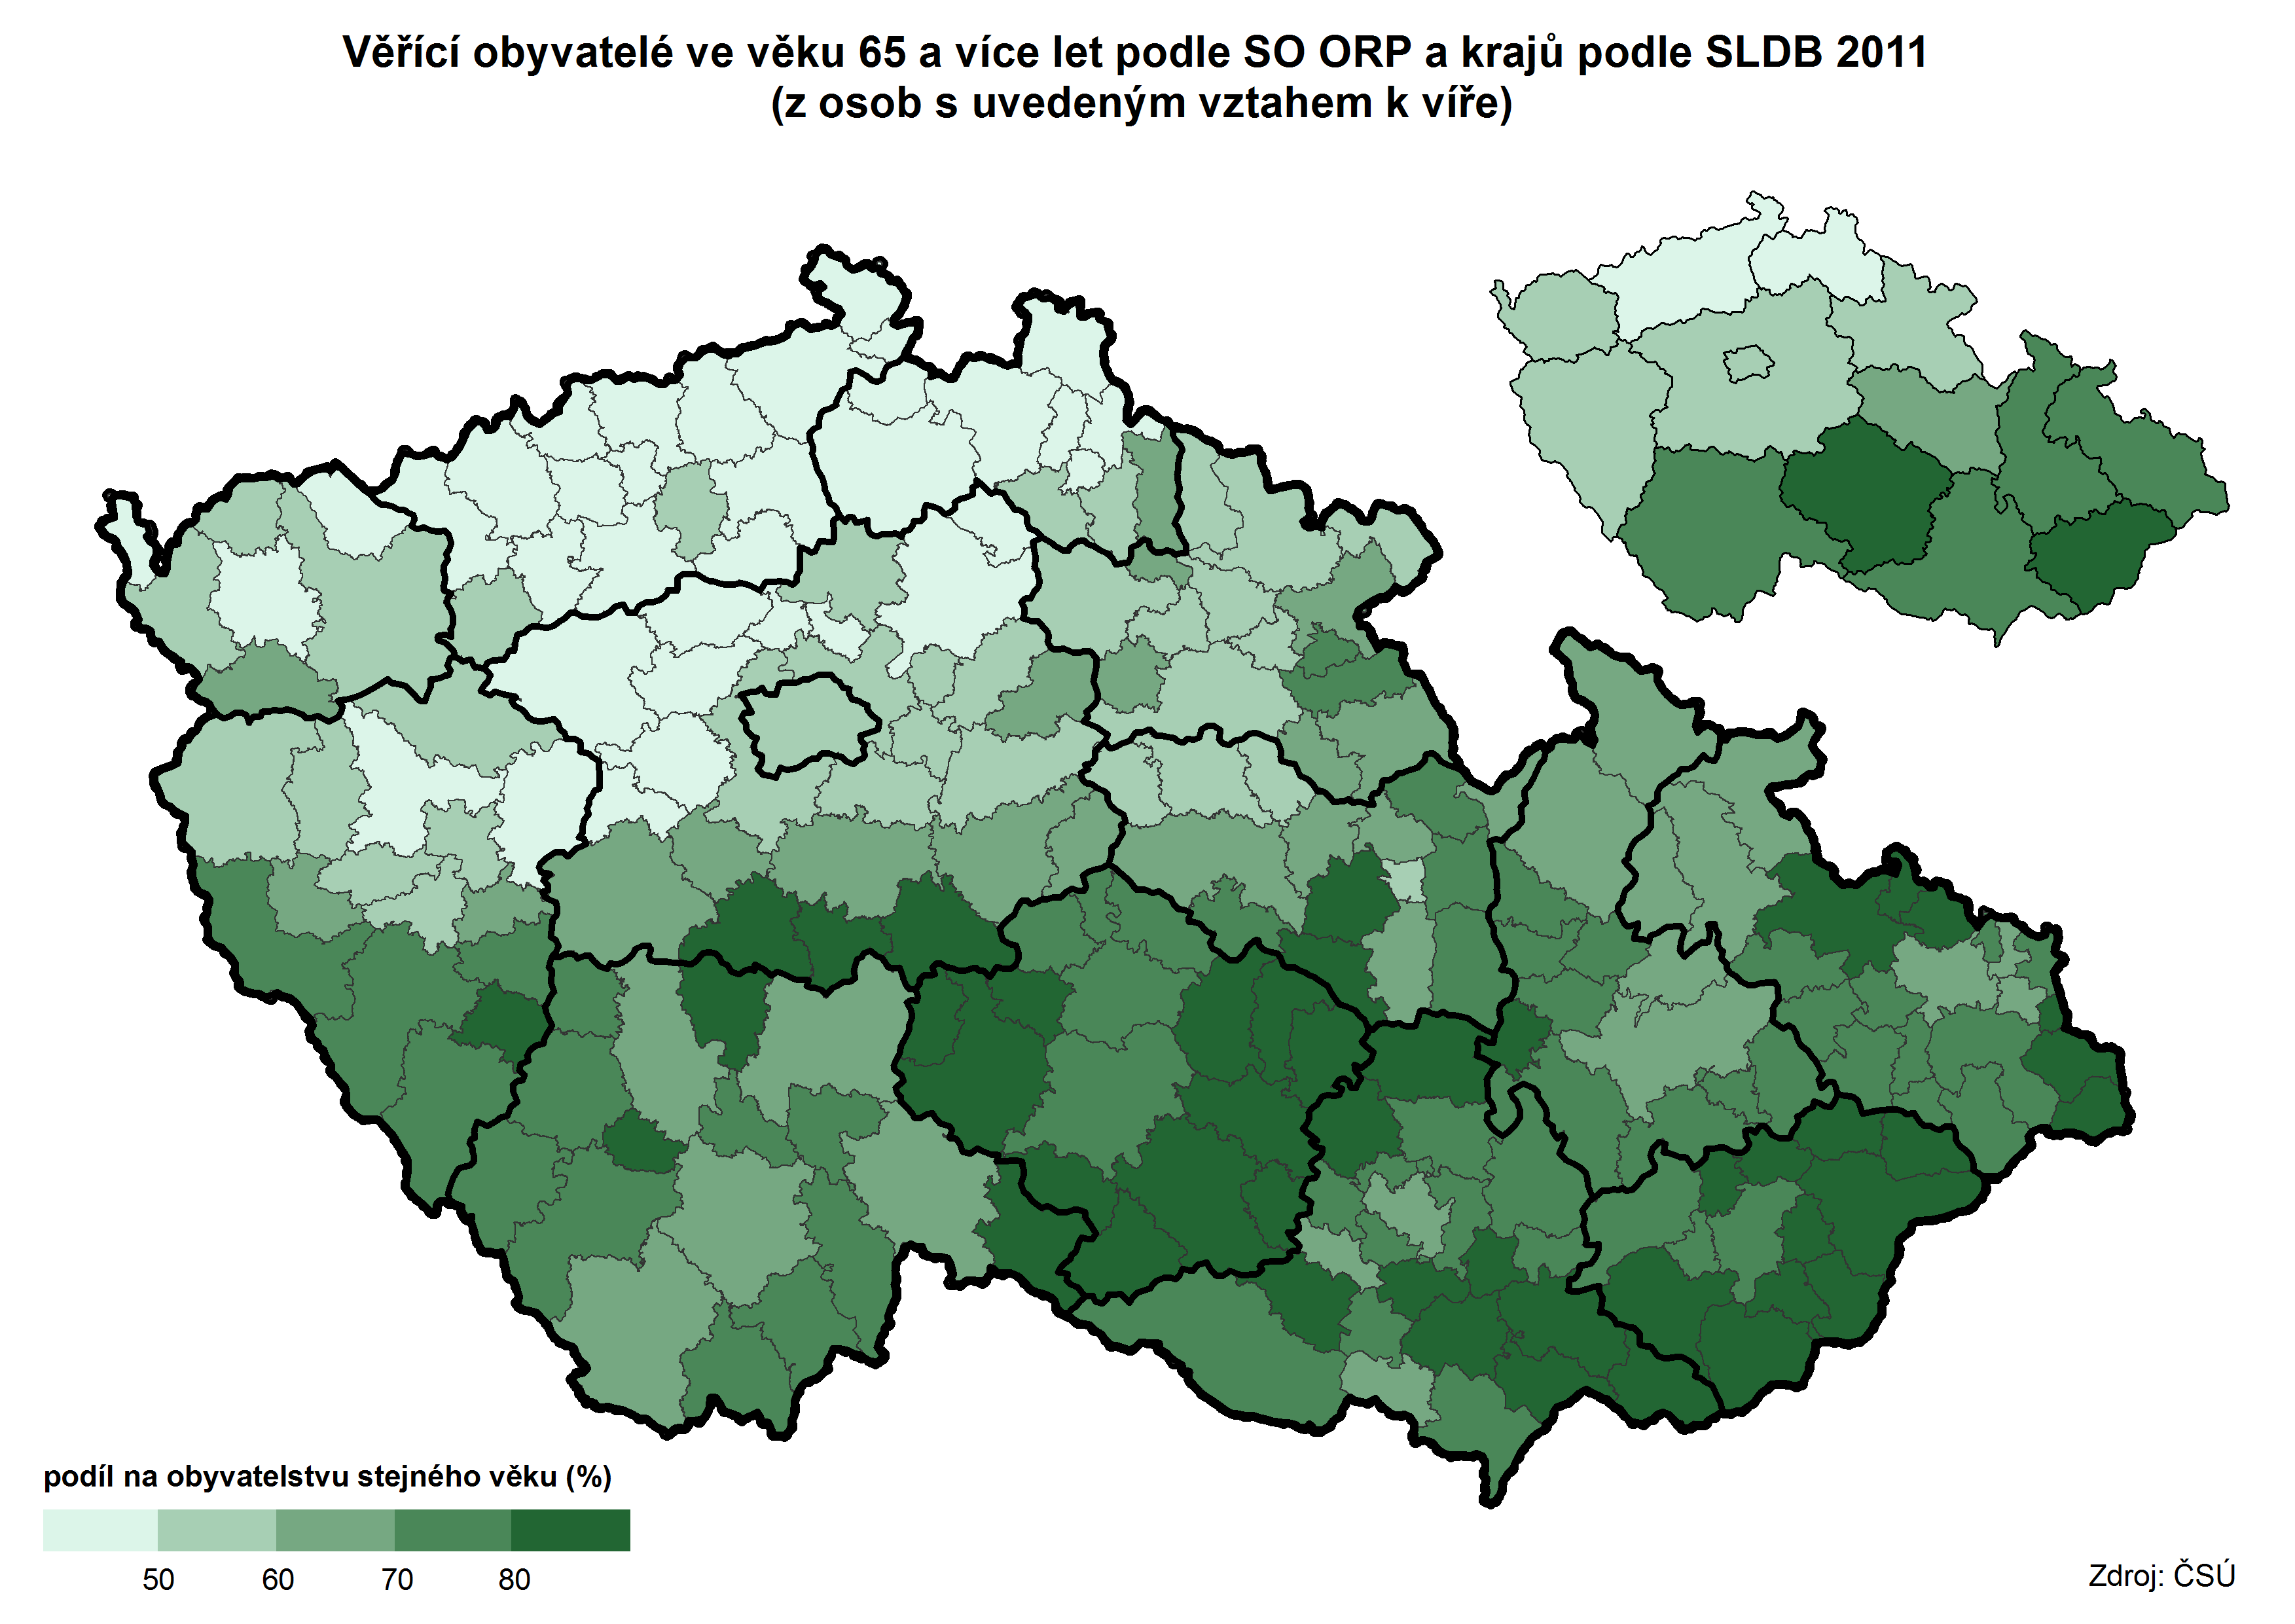 Věřící obyvatelé ve věku 65 a více let podle SO ORP a krajů podle SLDB 2011
(z osob s uvedeným vztahem k víře)
podíl na obyvatelstvu stejného věku (%)
50 60 70 80
Zdroj: ČSÚ